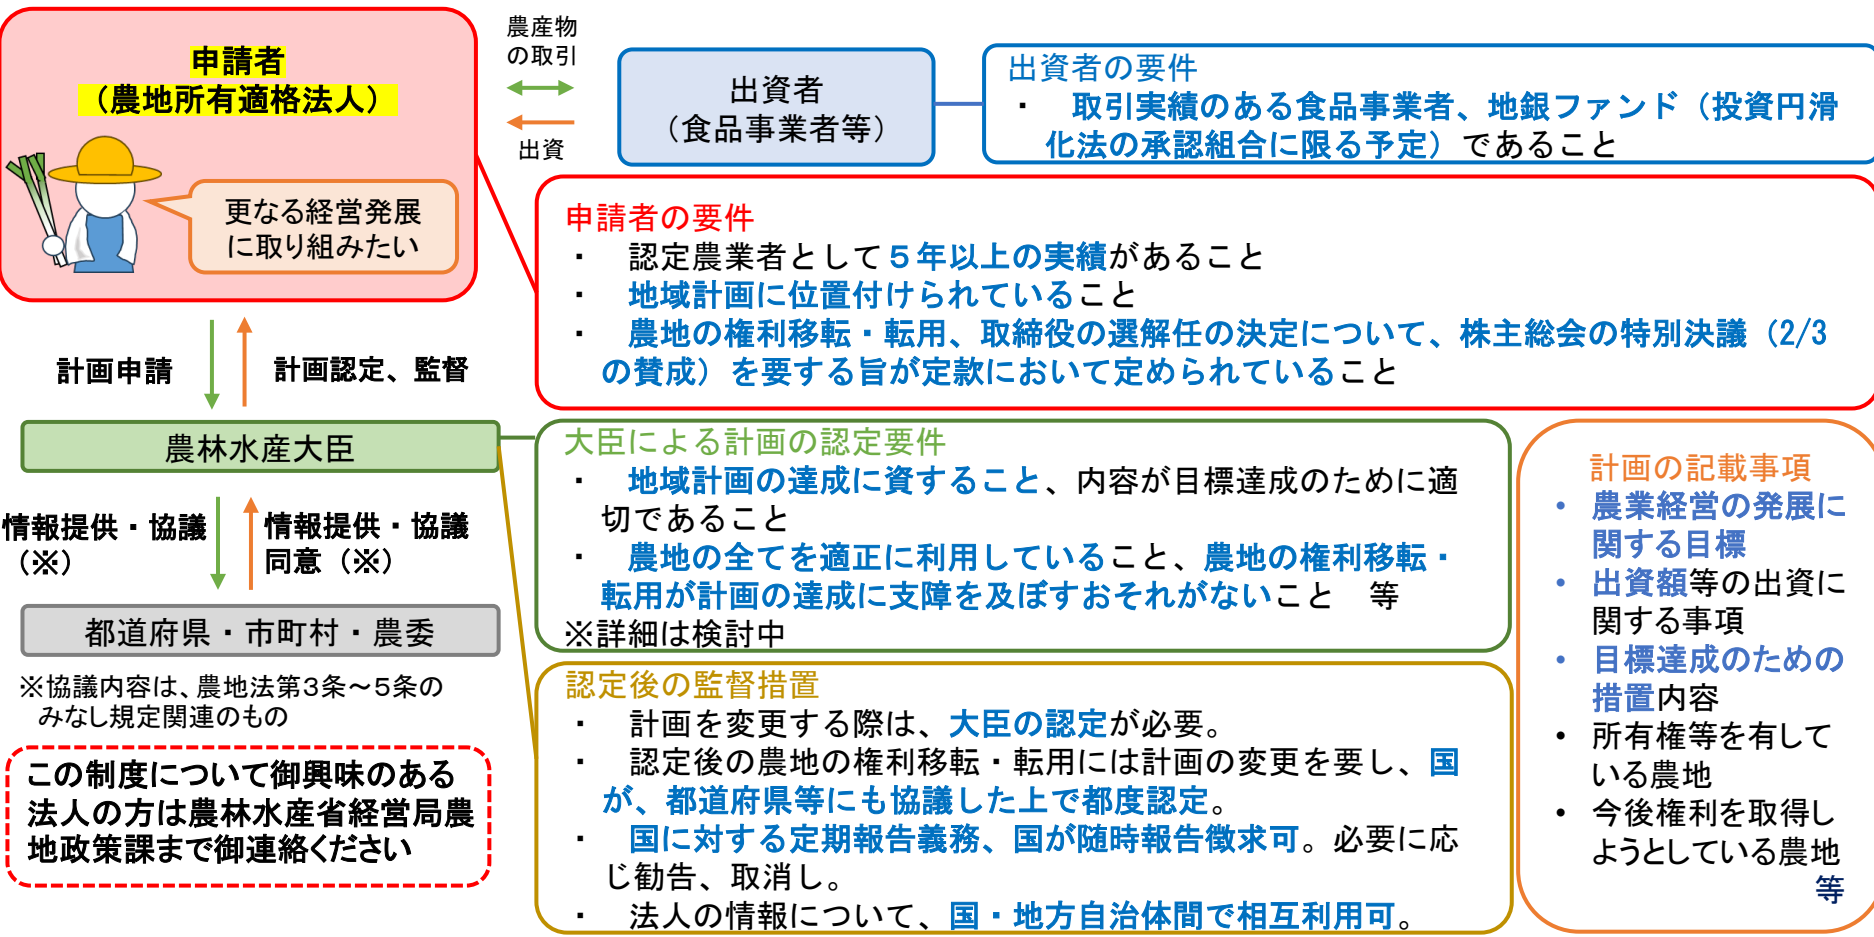 申請者
（農地所有適格法人）
更なる経営発展
に取り組みたい
農産物
の取引
出資
出資者
（食品事業者等）
出資者の要件
・　取引実績のある食品事業者、地銀ファンド（投資円滑
化法の承認組合に限る予定）であること
申請者の要件
・　認定農業者として５年以上の実績があること
・　地域計画に位置付けられていること
・　農地の権利移転・転用、取締役の選解任の決定について、株主総会の特別決議（2/3
の賛成）を要する旨が定款において定められていること
計画申請
計画認定、監督
農林水産大臣
情報提供・協議
（※）
情報提供・協議
同意（※）
都道府県・市町村・農委
※協議内容は、農地法第３条～５条の
みなし規定関連のもの
この制度について御興味のある
法人の方は農林水産省経営局農
地政策課まで御連絡ください
大臣による計画の認定要件
・　地域計画の達成に資すること、内容が目標達成のために適
切であること
・　農地の全てを適正に利用していること、農地の権利移転・
転用が計画の達成に支障を及ぼすおそれがないこと　等
※詳細は検討中
認定後の監督措置
・　計画を変更する際は、大臣の認定が必要。
・　認定後の農地の権利移転・転用には計画の変更を要し、国
が、都道府県等にも協議した上で都度認定。
・　国に対する定期報告義務、国が随時報告徴求可。必要に応
じ勧告、取消し。
・　法人の情報について、国・地方自治体間で相互利用可。
計画の記載事項
• 農業経営の発展に
関する目標
• 出資額等の出資に
関する事項
• 目標達成のための
措置内容
• 所有権等を有して
いる農地
• 今後権利を取得し
ようとしている農地
等